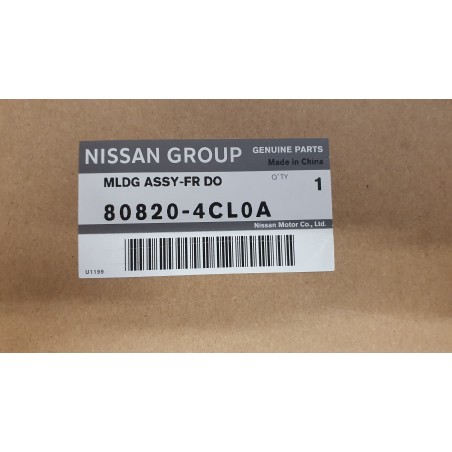 NISSAN GROUP GENUINE PARTS
Made in China
MLDG ASSY-FR DO Q'TY 1
80820-4CL0A
Nissan Motor Co., Ltd.
U1199